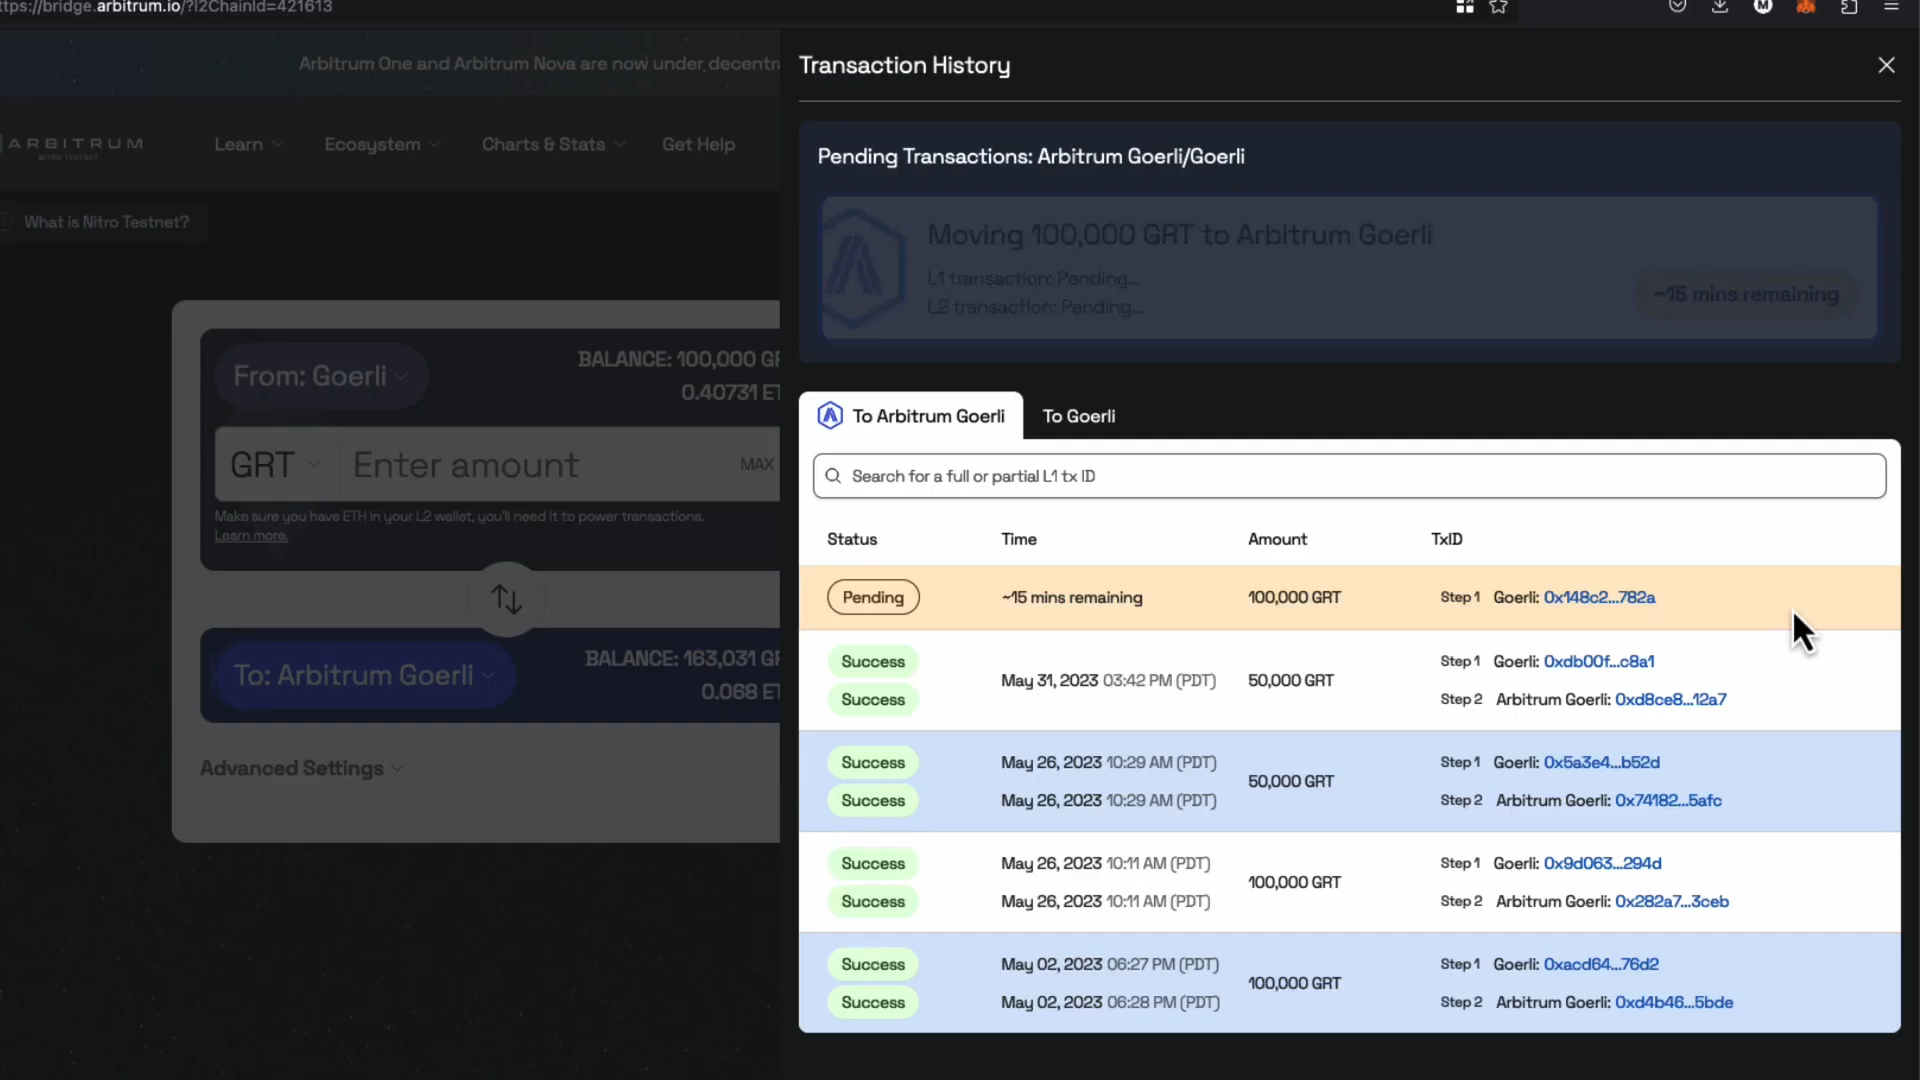 ttps://bridge.arbitrum.io/?l2ChainId=421613
Arbitrum One and Arbitrum Nova are now under decentra
ARBITRUM
NITRO TESTNET
Learn
Ecosystem
Charts & Stats
Get Help
What is Nitro Testnet?
From: Goerli
BALANCE: 100,000 GR
0.40731 ET
GRT
Enter amount
MAX
Make sure you have ETH in your L2 wallet, you'll need it to power transactions.
Learn more.
To: Arbitrum Goerli
BALANCE: 163,031 GR
0.068 ET
Advanced Settings
Transaction History
Pending Transactions: Arbitrum Goerli/Goerli
Moving 100,000 GRT to Arbitrum Goerli
L1 transaction: Pending...
L2 transaction: Pending...
~15 mins remaining
To Arbitrum Goerli
To Goerli
Search for a full or partial L1 tx ID
Status Time Amount TxID
Pending ~15 mins remaining 100,000 GRT Step 1 Goerli: 0x148c2...782a
Success Step 1 Goerli: 0xdb00f...c8a1
May 31, 2023 03:42 PM (PDT) 50,000 GRT
Success Step 2 Arbitrum Goerli: 0xd8ce8...12a7
Success May 26, 2023 10:29 AM (PDT) Step 1 Goerli: 0x5a3e4...b52d
50,000 GRT
Success May 26, 2023 10:29 AM (PDT) Step 2 Arbitrum Goerli: 0x74182...5afc
Success May 26, 2023 10:11 AM (PDT) Step 1 Goerli: 0x9d063...294d
100,000 GRT
Success May 26, 2023 10:11 AM (PDT) Step 2 Arbitrum Goerli: 0x282a7...3ceb
Success May 02, 2023 06:27 PM (PDT) Step 1 Goerli: 0xacd64...76d2
100,000 GRT
Success May 02, 2023 06:28 PM (PDT) Step 2 Arbitrum Goerli: 0xd4b46...5bde